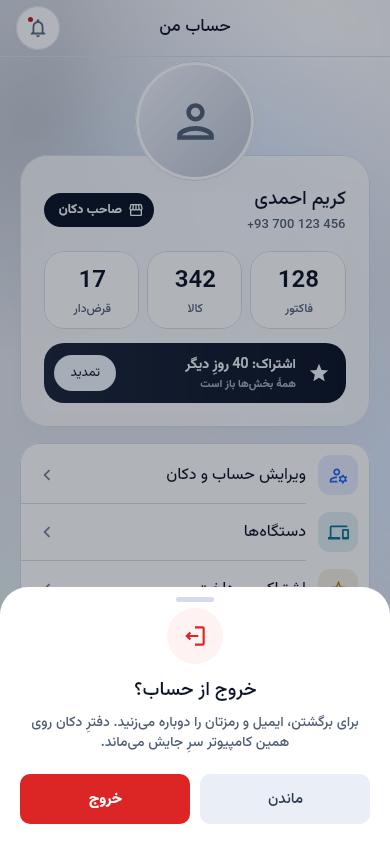 حساب من
کریم احمدی
+93 700 123 456
صاحب دکان
128
فاکتور
342
کالا
17
قرض‌دار
اشتراک: 40 روزِ دیگر
همهٔ بخش‌ها باز است
تمدید
ویرایش حساب و دکان
دستگاه‌ها
خروج از حساب؟
برای برگشتن، ایمیل و رمزتان را دوباره می‌زنید. دفترِ دکان روی
همین کامپیوتر سرِ جایش می‌ماند.
ماندن
خروج